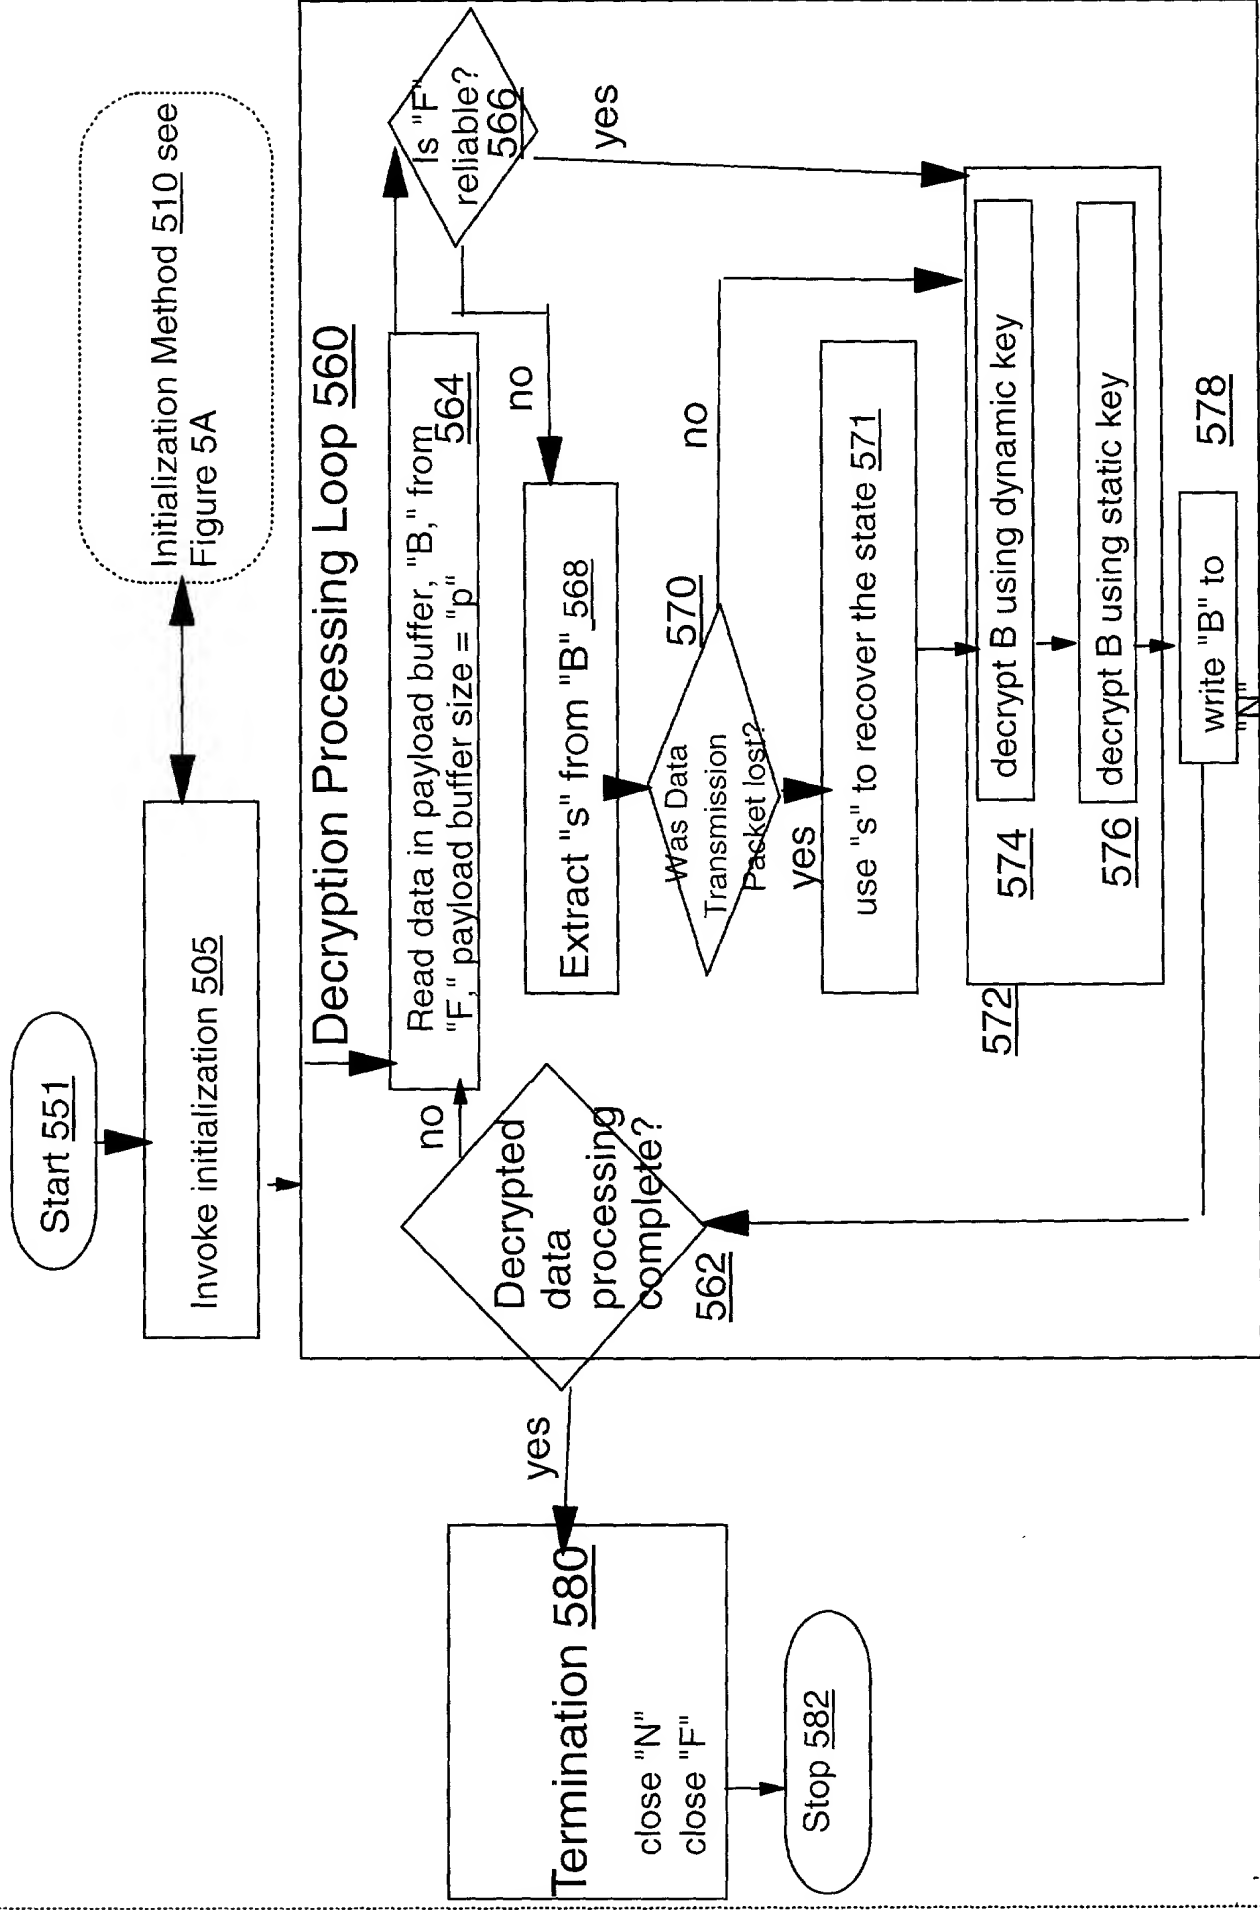 Start 551
Initialization Method 510 see
Figure 5A
Invoke initialization 505
Decryption Processing Loop 560
Read data in payload buffer, "B," from
"F," payload buffer size = "p"
564
Is "F"
reliable?
566
yes
no
Extract "s" from "B" 568
Was Data
Transmission
Packet lost?
570
no
yes
use "s" to recover the state 571
572
574
decrypt B using dynamic key
576
decrypt B using static key
write "B" to
"N"
578
Decrypted
data
processing
complete?
562
no
yes
Termination 580
close "N"
close "F"
Stop 582